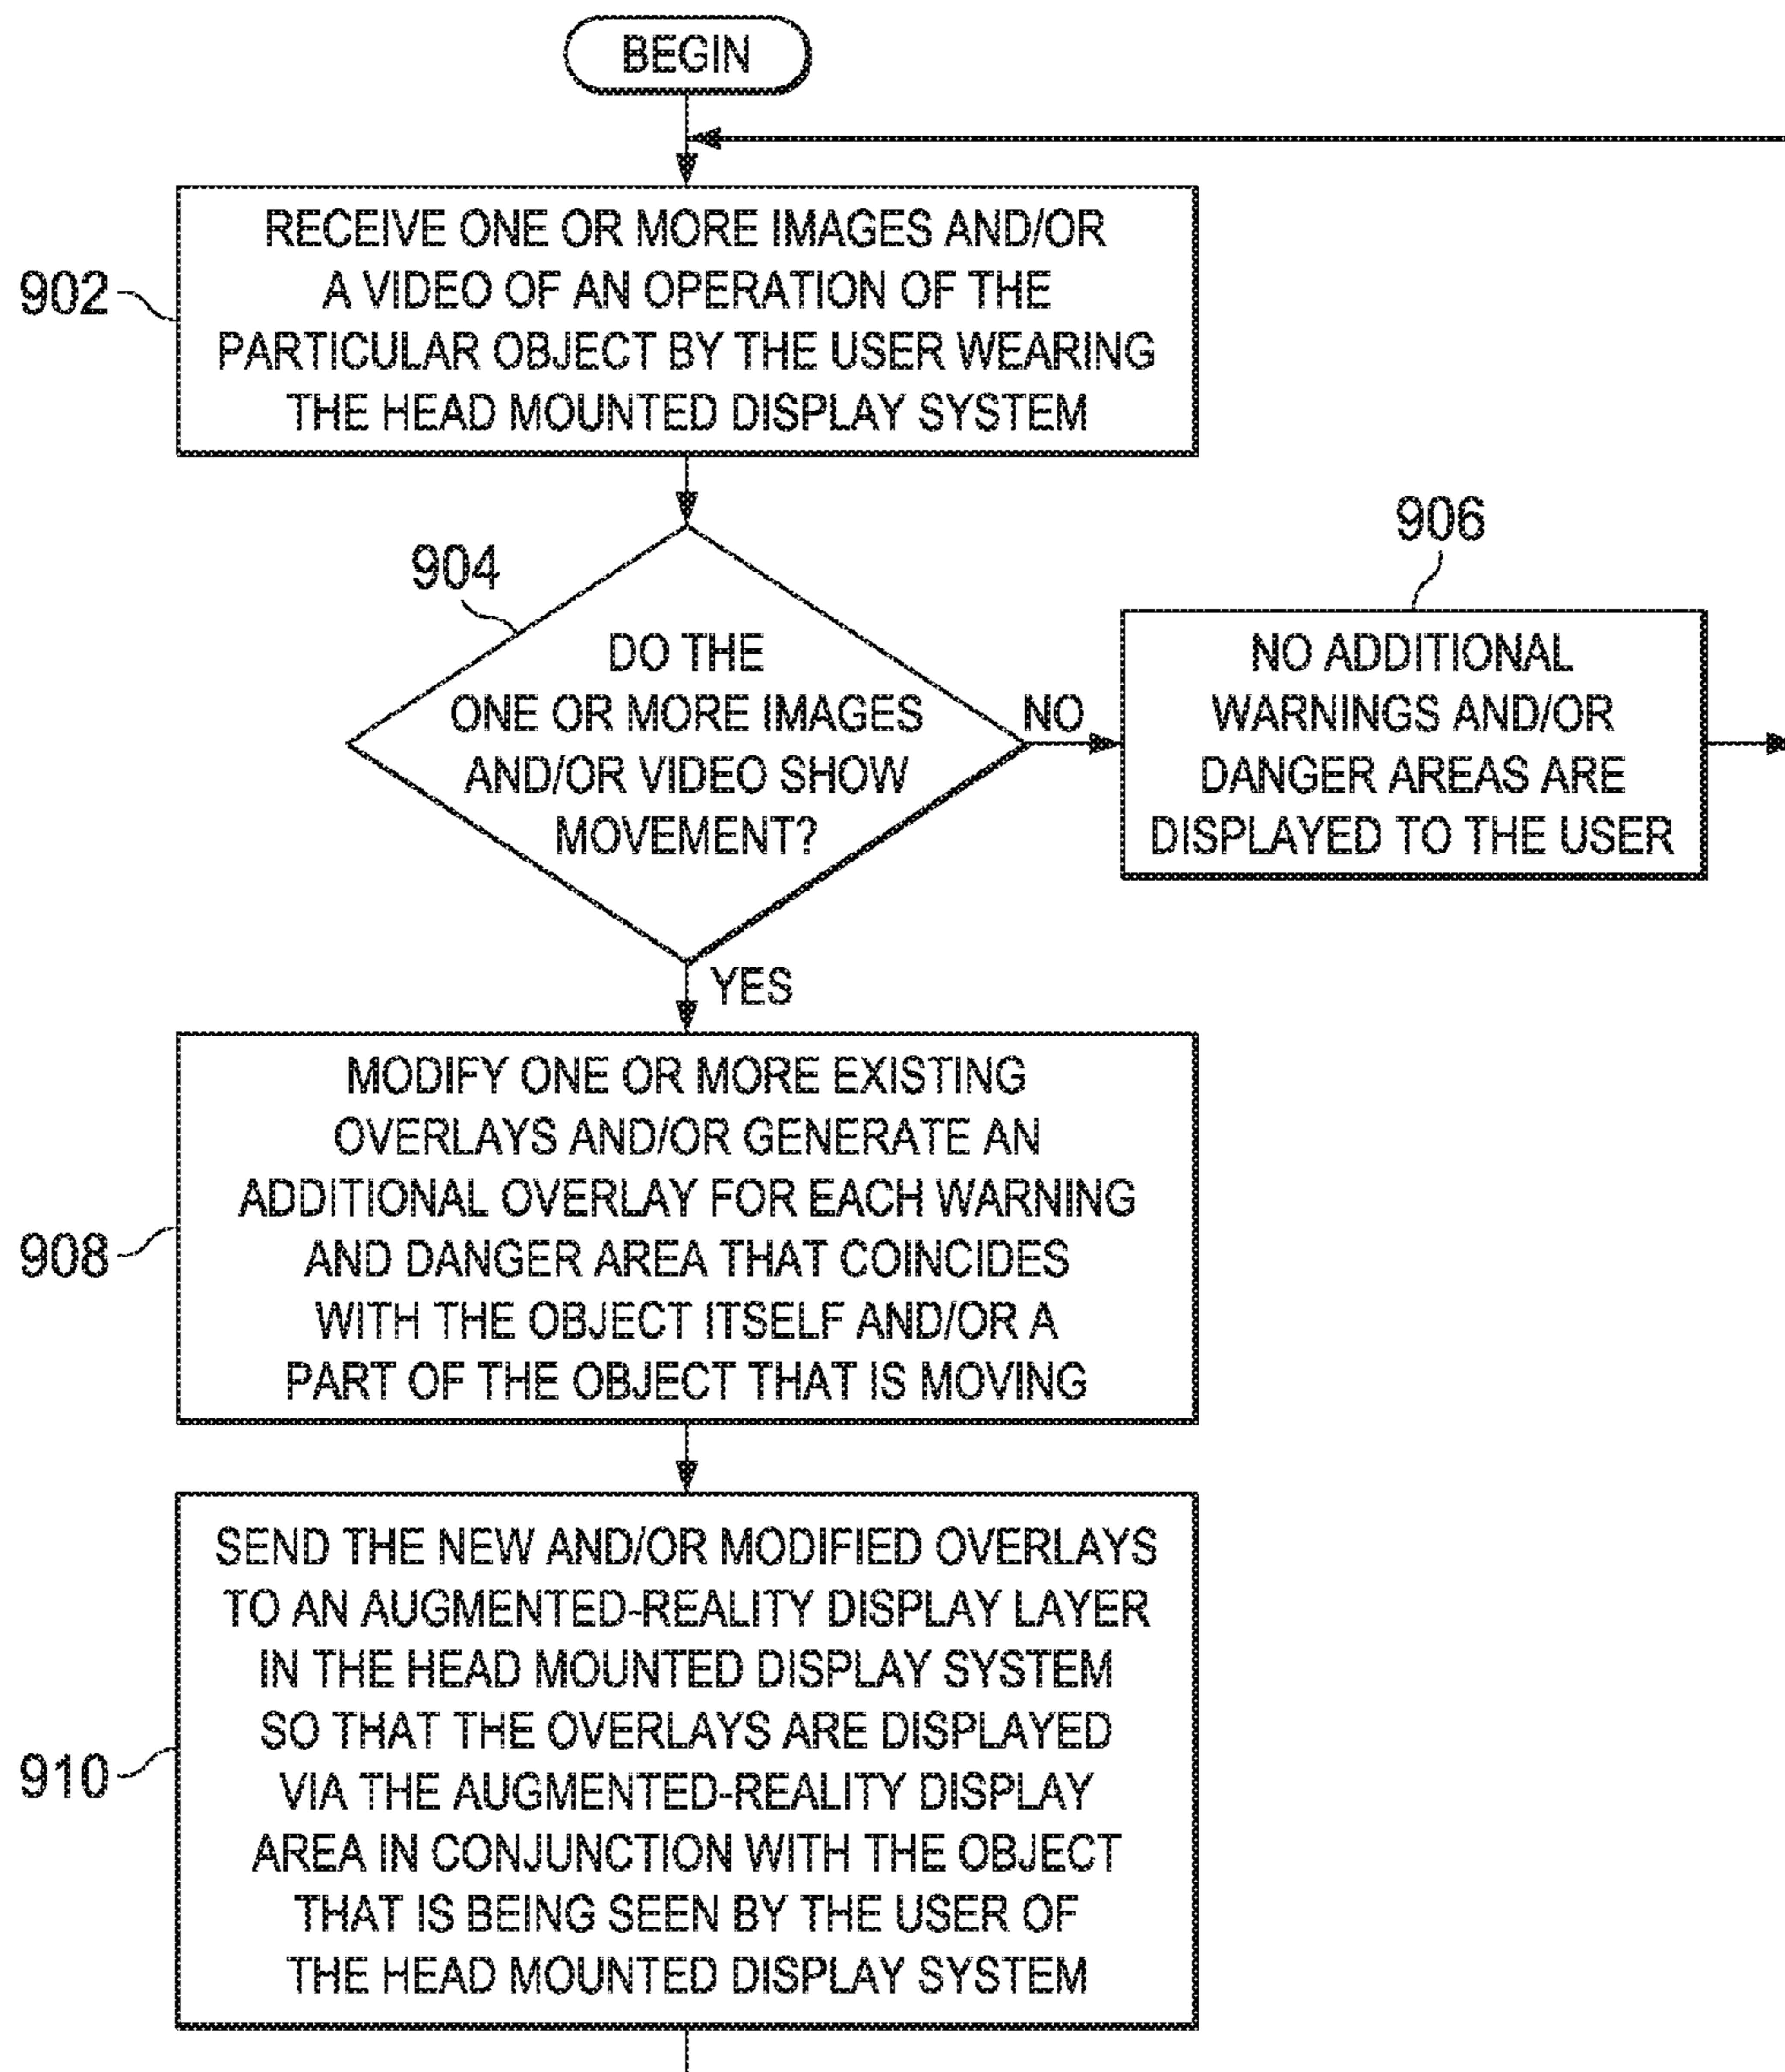 BEGIN
902
RECEIVE ONE OR MORE IMAGES AND/OR
A VIDEO OF AN OPERATION OF THE
PARTICULAR OBJECT BY THE USER WEARING
THE HEAD MOUNTED DISPLAY SYSTEM
904
DO THE
ONE OR MORE IMAGES
AND/OR VIDEO SHOW
MOVEMENT?
NO
906
NO ADDITIONAL
WARNINGS AND/OR
DANGER AREAS ARE
DISPLAYED TO THE USER
YES
908
MODIFY ONE OR MORE EXISTING
OVERLAYS AND/OR GENERATE AN
ADDITIONAL OVERLAY FOR EACH WARNING
AND DANGER AREA THAT COINCIDES
WITH THE OBJECT ITSELF AND/OR A
PART OF THE OBJECT THAT IS MOVING
910
SEND THE NEW AND/OR MODIFIED OVERLAYS
TO AN AUGMENTED-REALITY DISPLAY LAYER
IN THE HEAD MOUNTED DISPLAY SYSTEM
SO THAT THE OVERLAYS ARE DISPLAYED
VIA THE AUGMENTED-REALITY DISPLAY
AREA IN CONJUNCTION WITH THE OBJECT
THAT IS BEING SEEN BY THE USER OF
THE HEAD MOUNTED DISPLAY SYSTEM